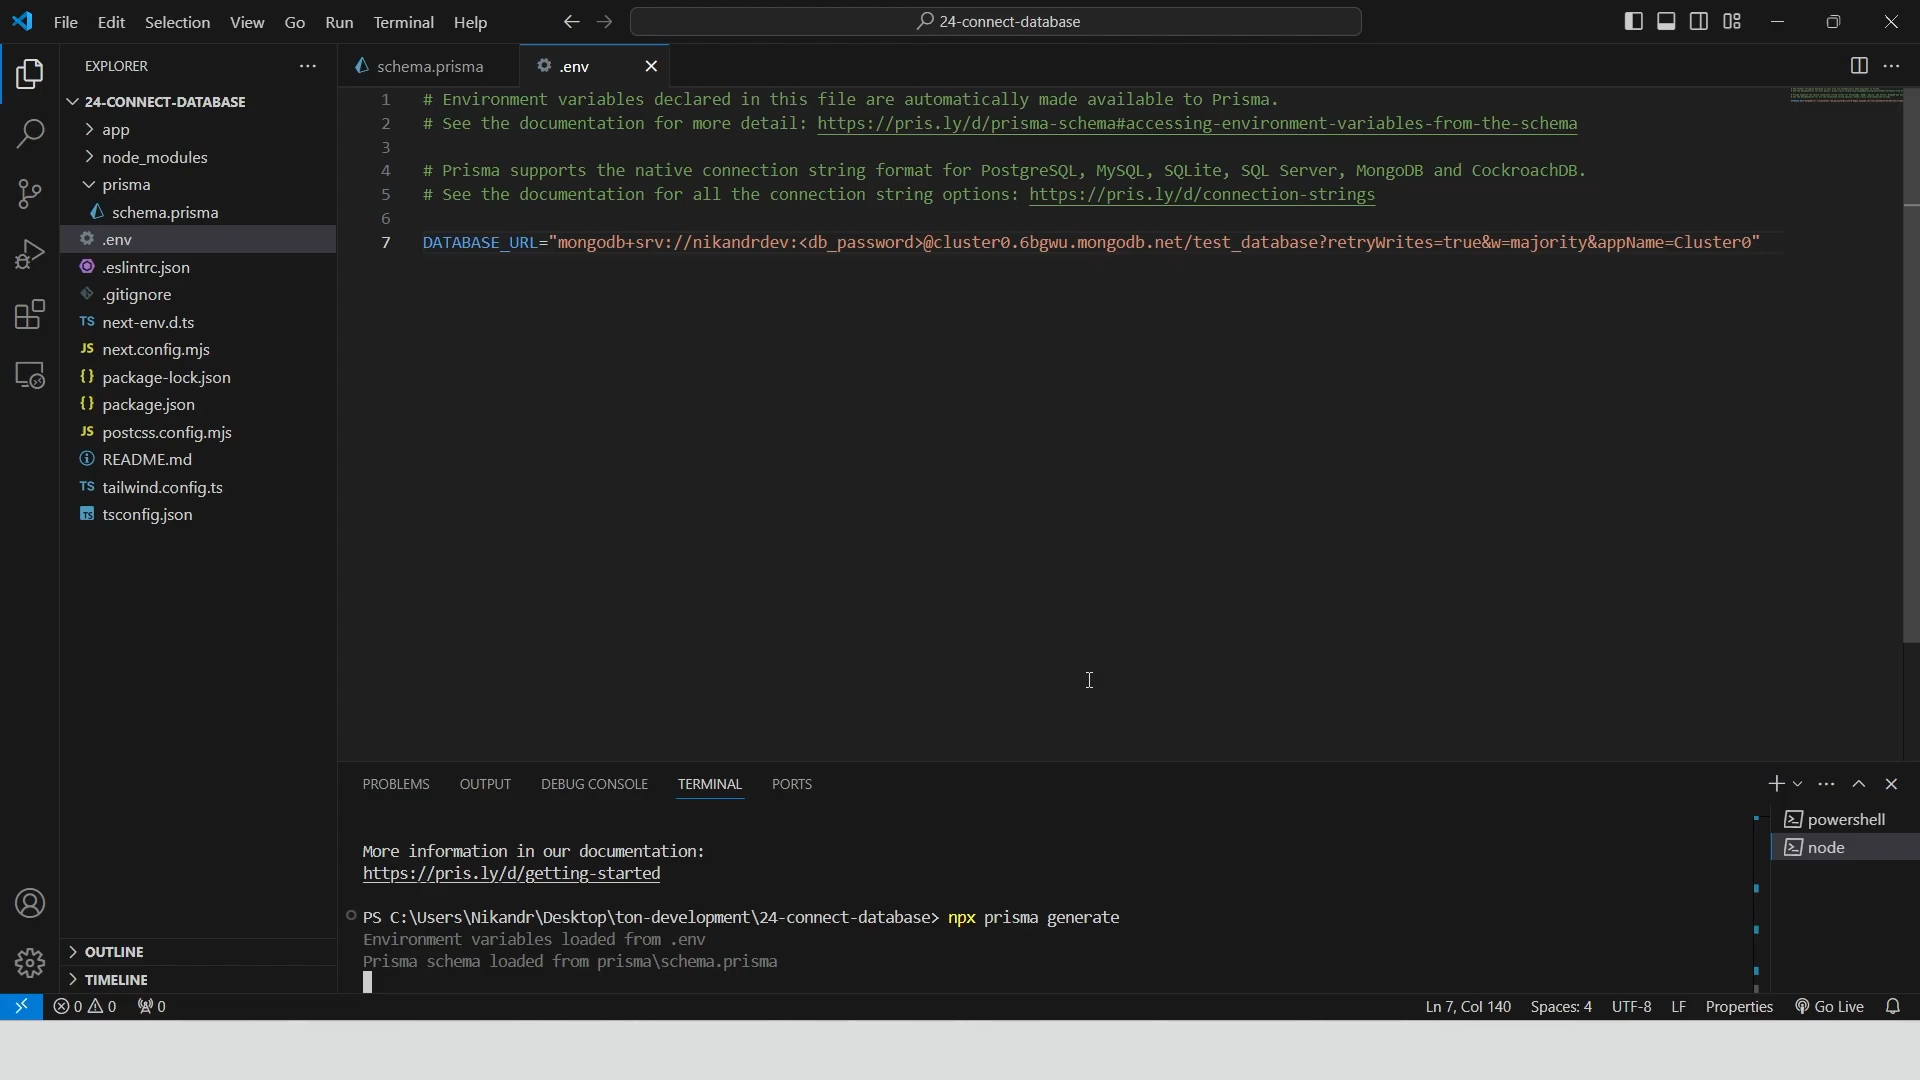 File Edit Selection View Go Run Terminal Help
24-connect-database
EXPLORER
24-CONNECT-DATABASE
app
node_modules
prisma
schema.prisma
.env
.eslintrc.json
.gitignore
TS next-env.d.ts
JS next.config.mjs
{} package-lock.json
{} package.json
JS postcss.config.mjs
README.md
TS tailwind.config.ts
TS tsconfig.json
OUTLINE
TIMELINE
schema.prisma
.env
1 # Environment variables declared in this file are automatically made available to Prisma.
2 # See the documentation for more detail: https://pris.ly/d/prisma-schema#accessing-environment-variables-from-the-schema
3
4 # Prisma supports the native connection string format for PostgreSQL, MySQL, SQLite, SQL Server, MongoDB and CockroachDB.
5 # See the documentation for all the connection string options: https://pris.ly/d/connection-strings
6
7 DATABASE_URL="mongodb+srv://nikandrdev:<db_password>@cluster0.6bgwu.mongodb.net/test_database?retryWrites=true&w=majority&appName=Cluster0"
PROBLEMS OUTPUT DEBUG CONSOLE TERMINAL PORTS
More information in our documentation:
https://pris.ly/d/getting-started
PS C:\Users\Nikandr\Desktop\ton-development\24-connect-database> npx prisma generate
Environment variables loaded from .env
Prisma schema loaded from prisma\schema.prisma
powershell
node
0 0 0
Ln 7, Col 140 Spaces: 4 UTF-8 LF Properties Go Live